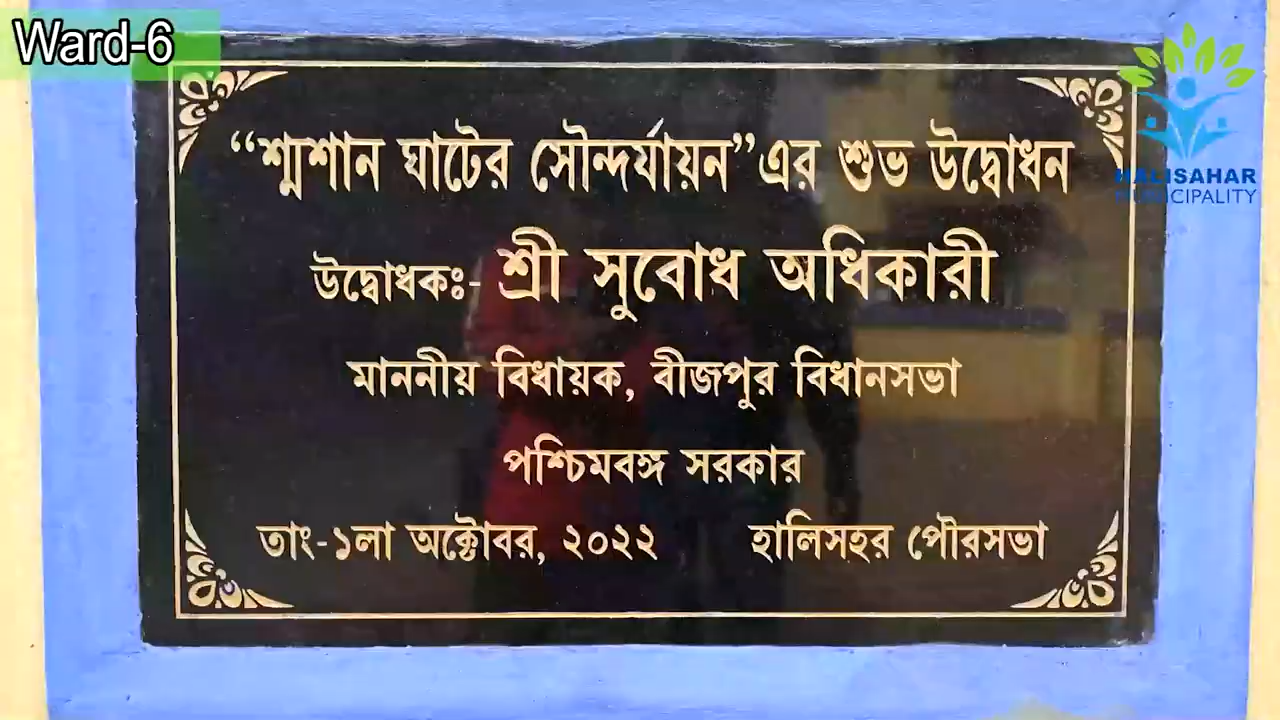 Ward-6
HALISAHAR
MUNICIPALITY
“শ্মশান ঘাটের সৌন্দর্যায়ন”এর শুভ উদ্বোধন
উদ্বোধকঃ- শ্রী সুবোধ অধিকারী
মাননীয় বিধায়ক, বীজপুর বিধানসভা
পশ্চিমবঙ্গ সরকার
তাং-১লা অক্টোবর, ২০২২ হালিসহর পৌরসভা